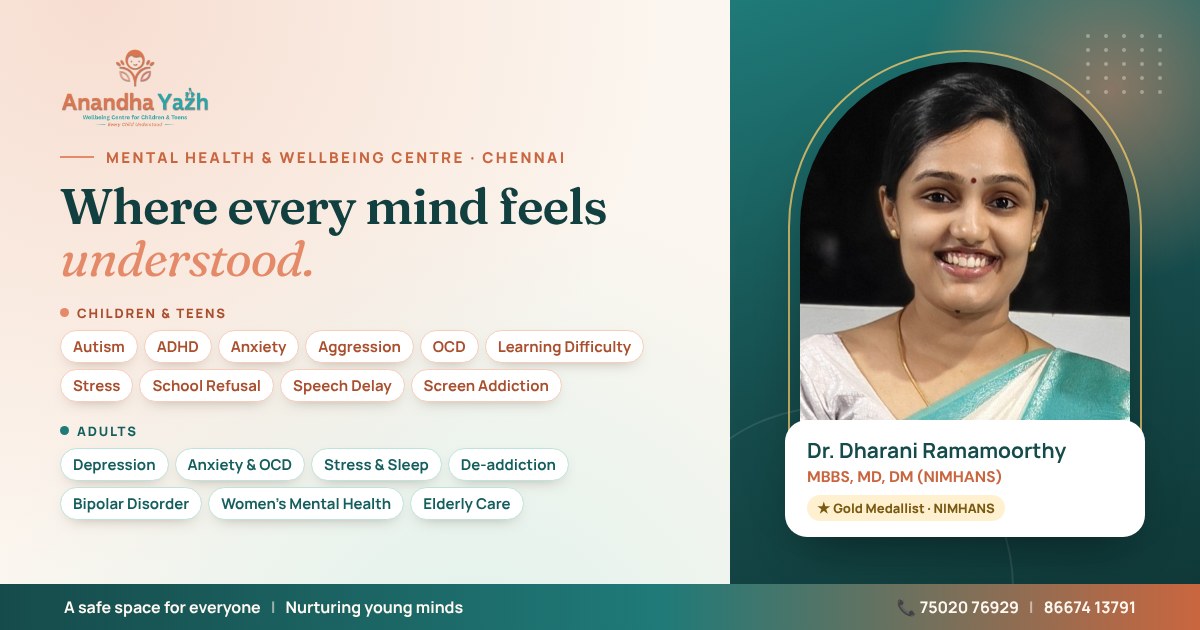 Anandha Yazh
Wellbeing Centre for Children & Teens
Every Child Understood
MENTAL HEALTH & WELLBEING CENTRE · CHENNAI
Where every mind feels
understood.
CHILDREN & TEENS
Autism ADHD Anxiety Aggression OCD Learning Difficulty
Stress School Refusal Speech Delay Screen Addiction
ADULTS
Depression Anxiety & OCD Stress & Sleep De-addiction
Bipolar Disorder Women's Mental Health Elderly Care
Dr. Dharani Ramamoorthy
MBBS, MD, DM (NIMHANS)
★ Gold Medallist · NIMHANS
A safe space for everyone | Nurturing young minds
📞 75020 76929 | 86674 13791